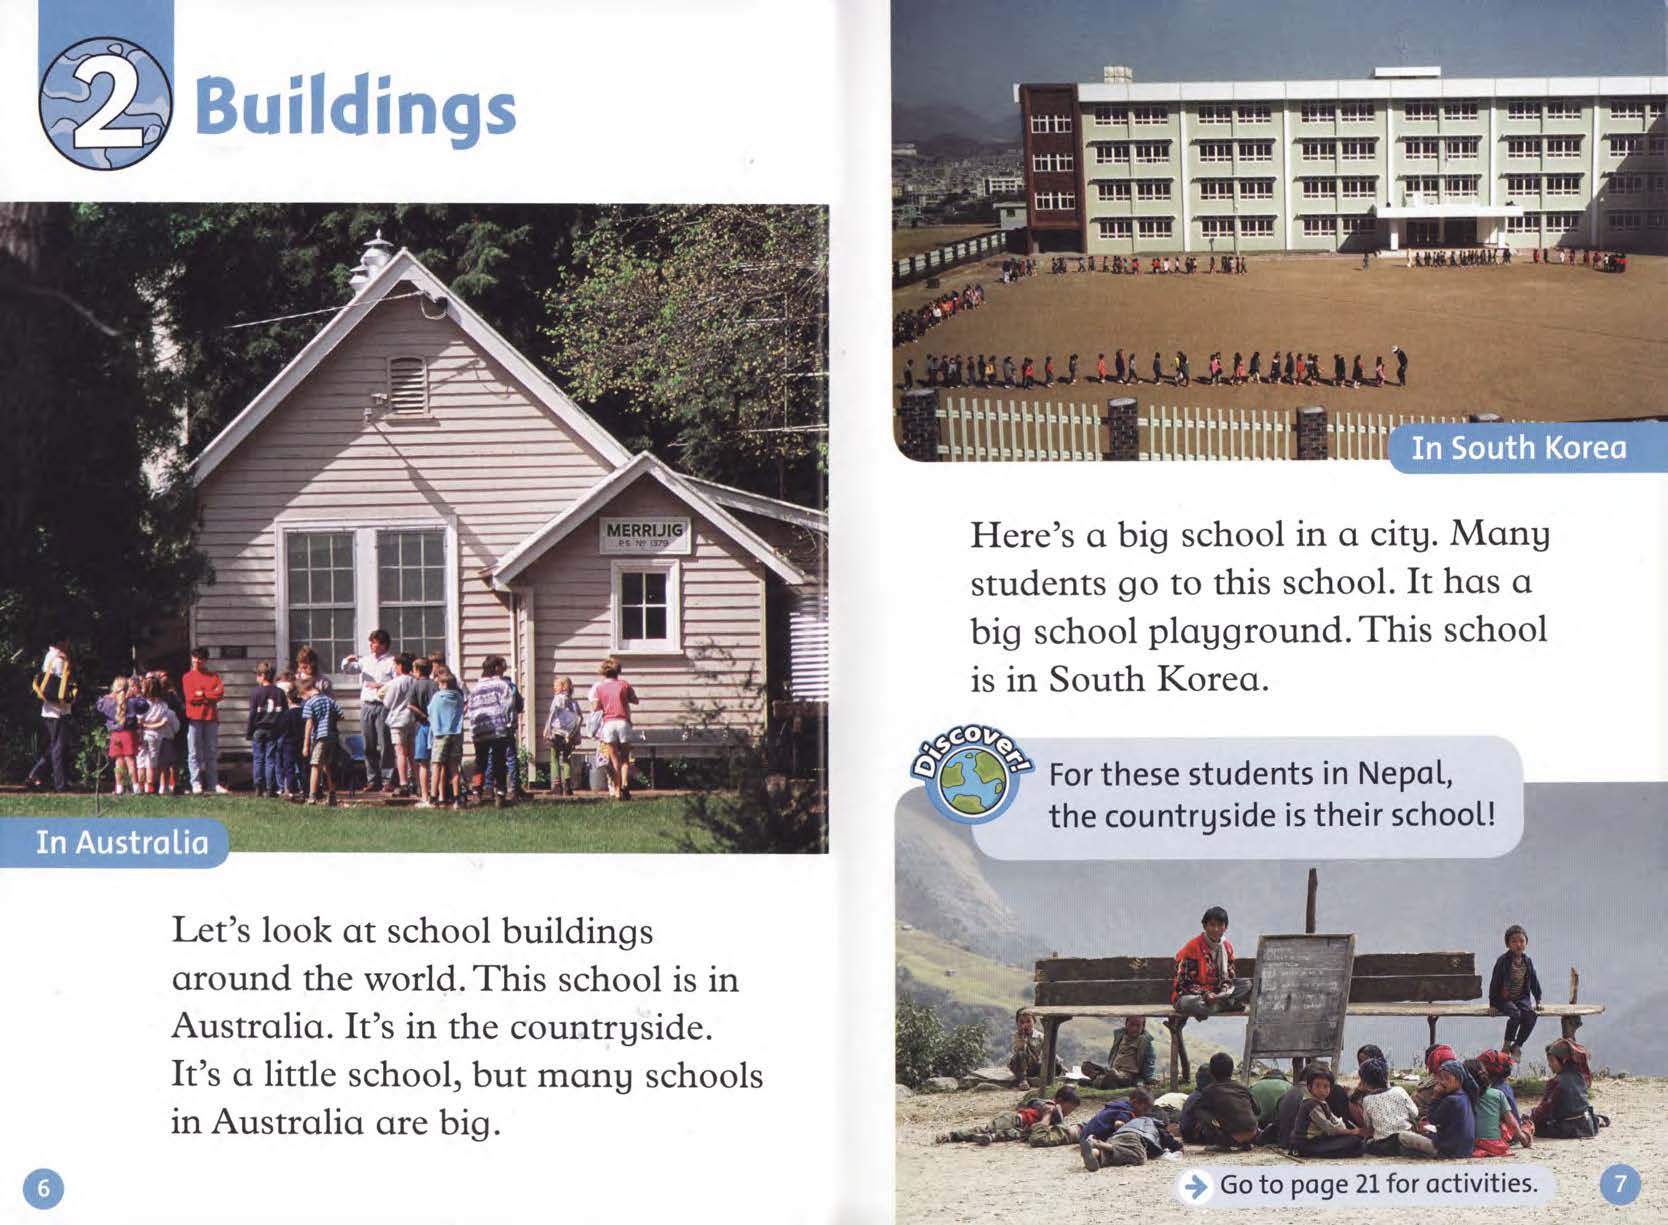 2
Buildings
MERRIJIG
P.S. Nº 1379
In Australia
Let's look at school buildings
around the world. This school is in
Australia. It's in the countryside.
It's a little school, but many schools
in Australia are big.
6
In South Korea
Here's a big school in a city. Many
students go to this school. It has a
big school playground. This school
is in South Korea.
Discover!
For these students in Nepal,
the countryside is their school!
Go to page 21 for activities.
7